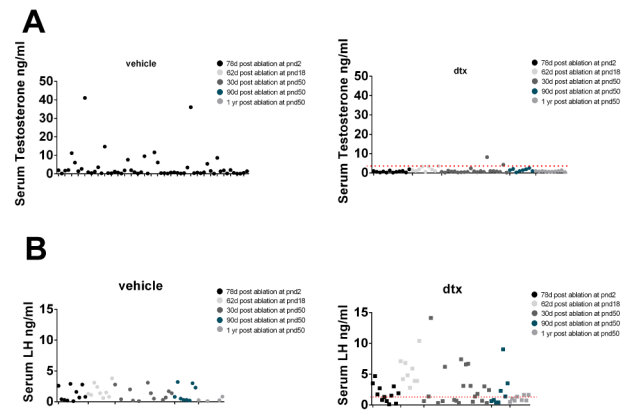 A
vehicle
Serum Testosterone ng/ml
50
40
30
20
10
0
78d post ablation at pnd2
62d post ablation at pnd18
30d post ablation at pnd50
90d post ablation at pnd50
1 yr post ablation at pnd50
dtx
Serum Testosterone ng/ml
50
40
30
20
10
0
78d post ablation at pnd2
62d post ablation at pnd18
30d post ablation at pnd50
90d post ablation at pnd50
1 yr post ablation at pnd50
B
vehicle
Serum LH ng/ml
15
10
5
0
78d post ablation at pnd2
62d post ablation at pnd18
30d post ablation at pnd50
90d post ablation at pnd50
1 yr post ablation at pnd50
dtx
Serum LH ng/ml
15
10
5
0
78d post ablation at pnd2
62d post ablation at pnd18
30d post ablation at pnd50
90d post ablation at pnd50
1 yr post ablation at pnd50